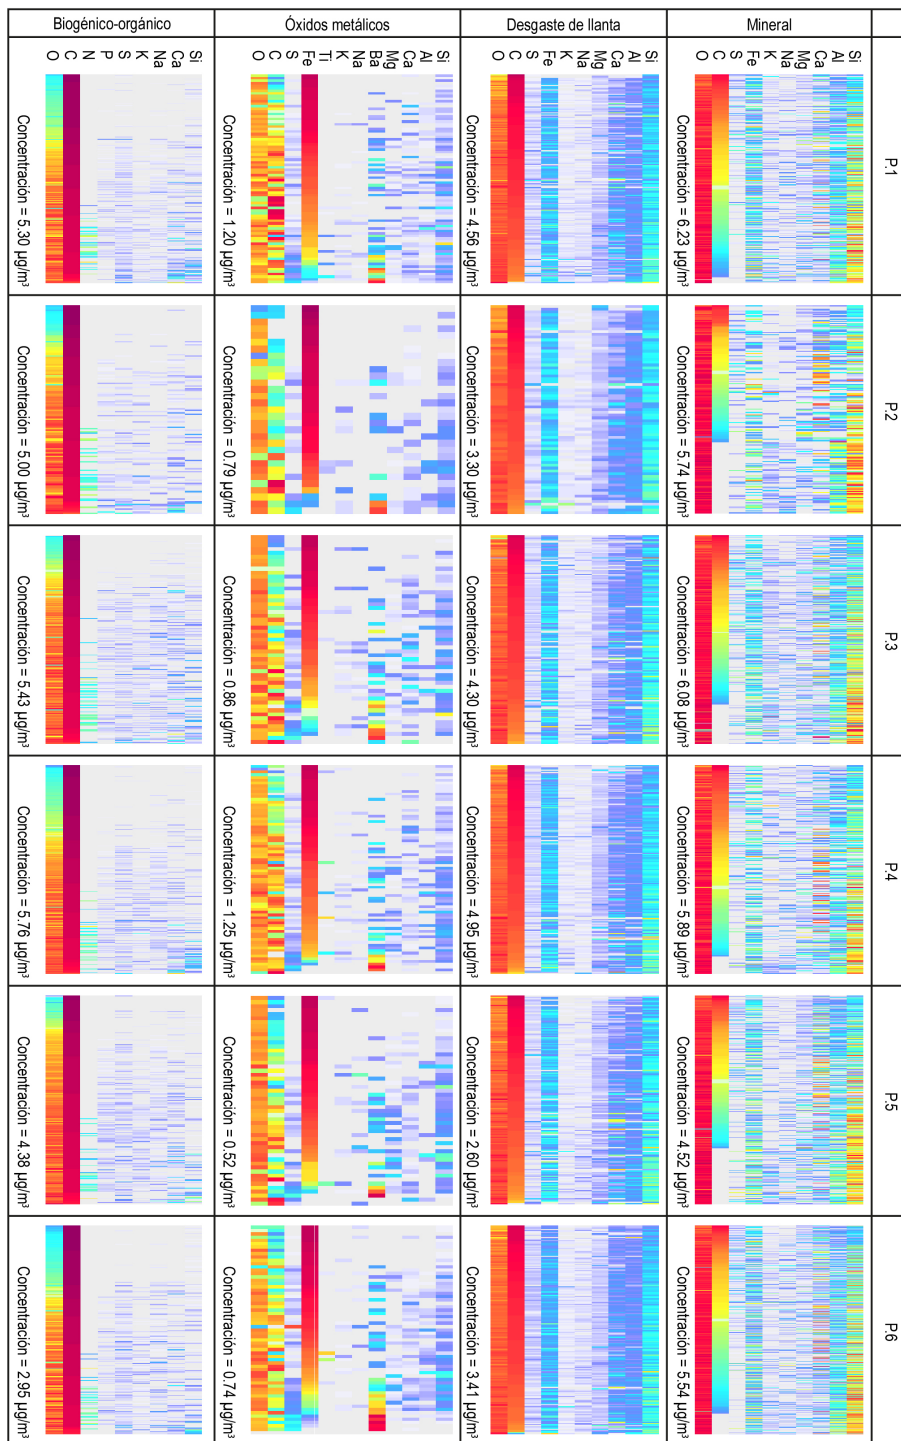 P.1
P.2
P.3
P.4
P.5
P.6
Mineral
Si
Al
Ca
Mg
Na
K
Fe
S
C
O
Concentración = 6.23 µg/m³
Concentración = 5.74 µg/m³
Concentración = 6.08 µg/m³
Concentración = 5.89 µg/m³
Concentración = 4.52 µg/m³
Concentración = 5.54 µg/m³
Desgaste de llanta
Si
Al
Ca
Mg
Na
K
Fe
S
C
O
Concentración = 4.56 µg/m³
Concentración = 3.30 µg/m³
Concentración = 4.30 µg/m³
Concentración = 4.95 µg/m³
Concentración = 2.60 µg/m³
Concentración = 3.41 µg/m³
Óxidos metálicos
Si
Al
Ca
Mg
Ba
Na
K
Ti
Fe
S
C
O
Concentración = 1.20 µg/m³
Concentración = 0.79 µg/m³
Concentración = 0.86 µg/m³
Concentración = 1.25 µg/m³
Concentración = 0.52 µg/m³
Concentración = 0.74 µg/m³
Biogénico-orgánico
Si
Ca
Na
K
S
P
N
C
O
Concentración = 5.30 µg/m³
Concentración = 5.00 µg/m³
Concentración = 5.43 µg/m³
Concentración = 5.76 µg/m³
Concentración = 4.38 µg/m³
Concentración = 2.95 µg/m³